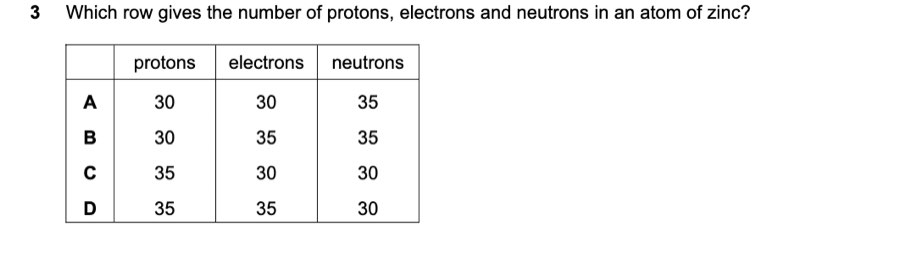 3 Which row gives the number of protons, electrons and neutrons in an atom of zinc?
protons electrons neutrons
A 30 30 35
B 30 35 35
C 35 30 30
D 35 35 30